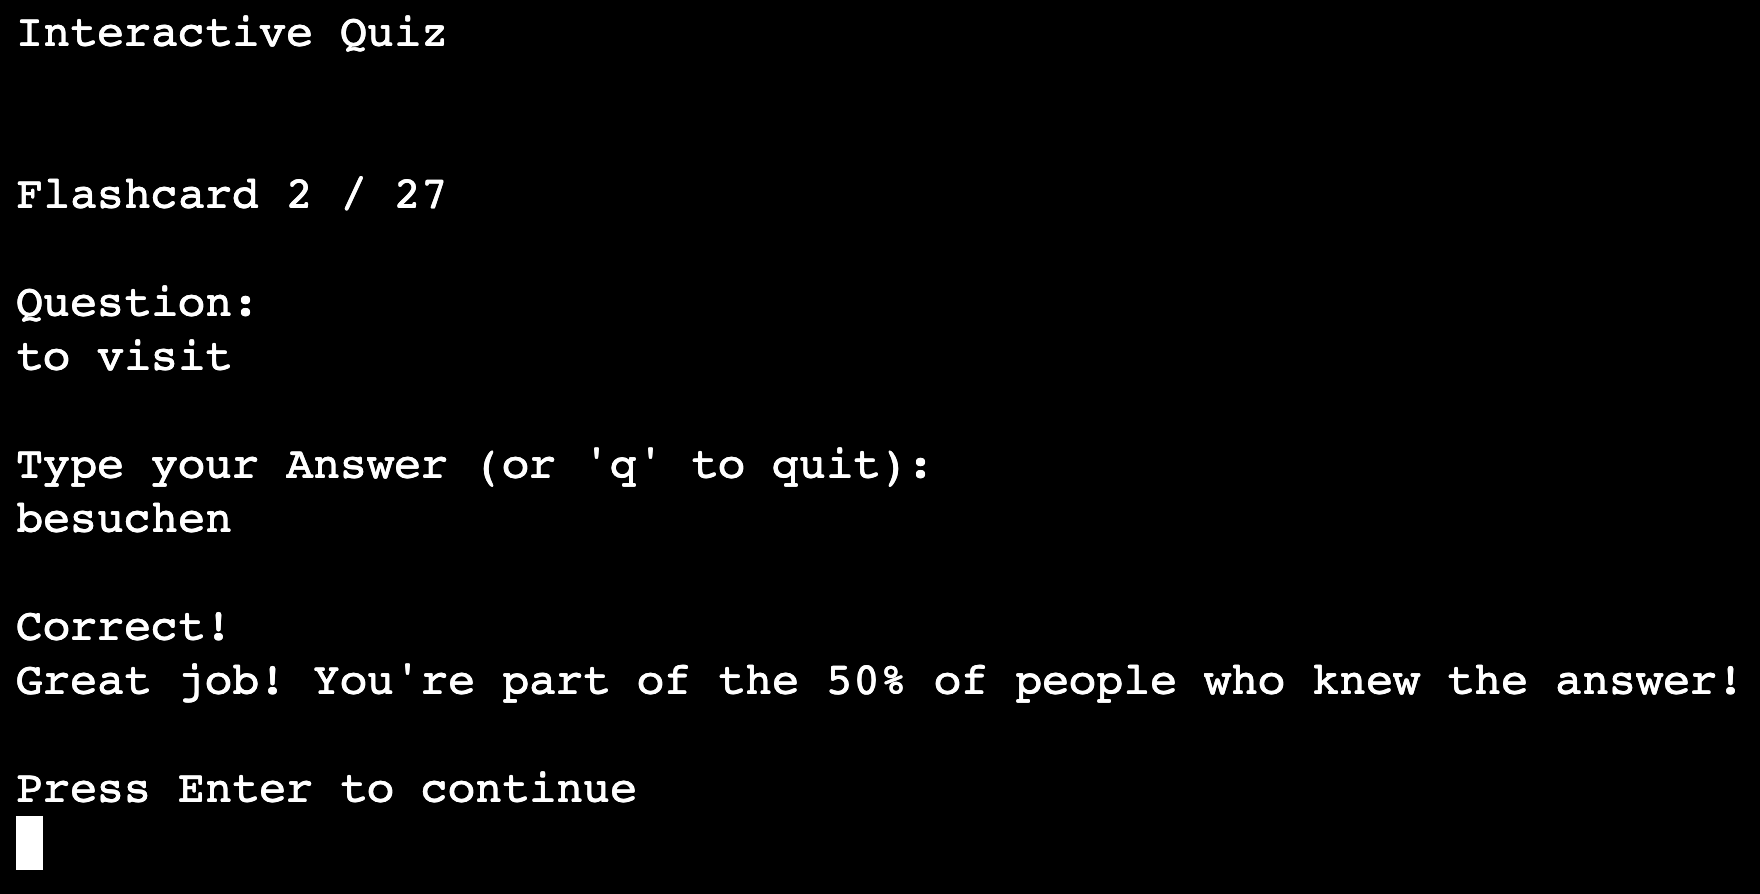 Interactive Quiz
Flashcard 2 / 27
Question:
to visit
Type your Answer (or 'q' to quit):
besuchen
Correct!
Great job! You're part of the 50% of people who knew the answer!
Press Enter to continue